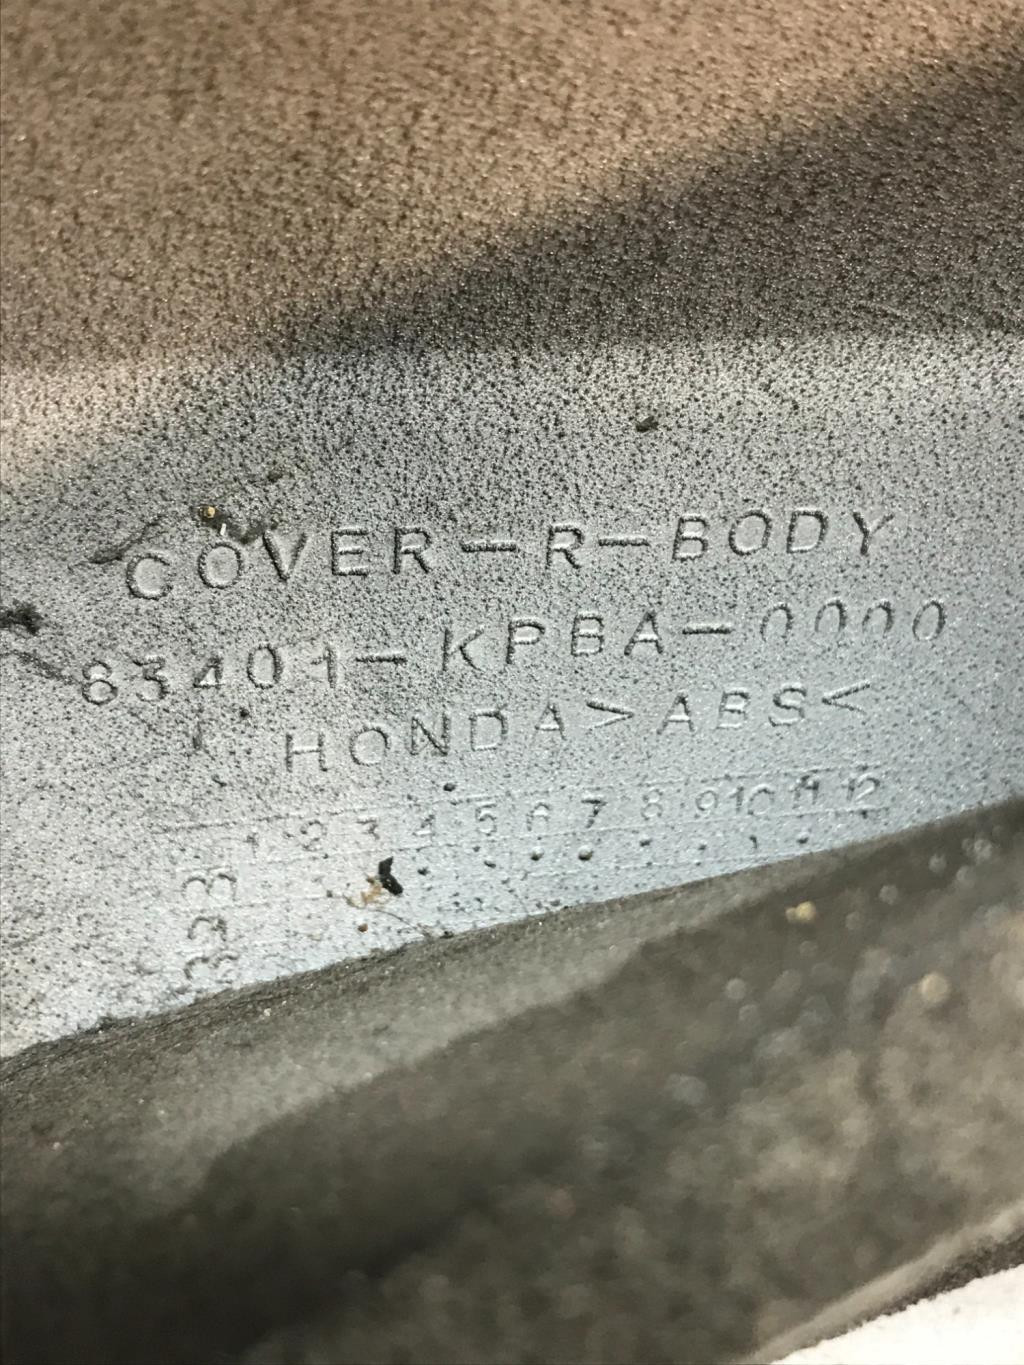 COVER-R-BODY
83401-KPBA-0000
HONDA>ABS<
1 2 3 4 5 6 7 8 9 10 11 12